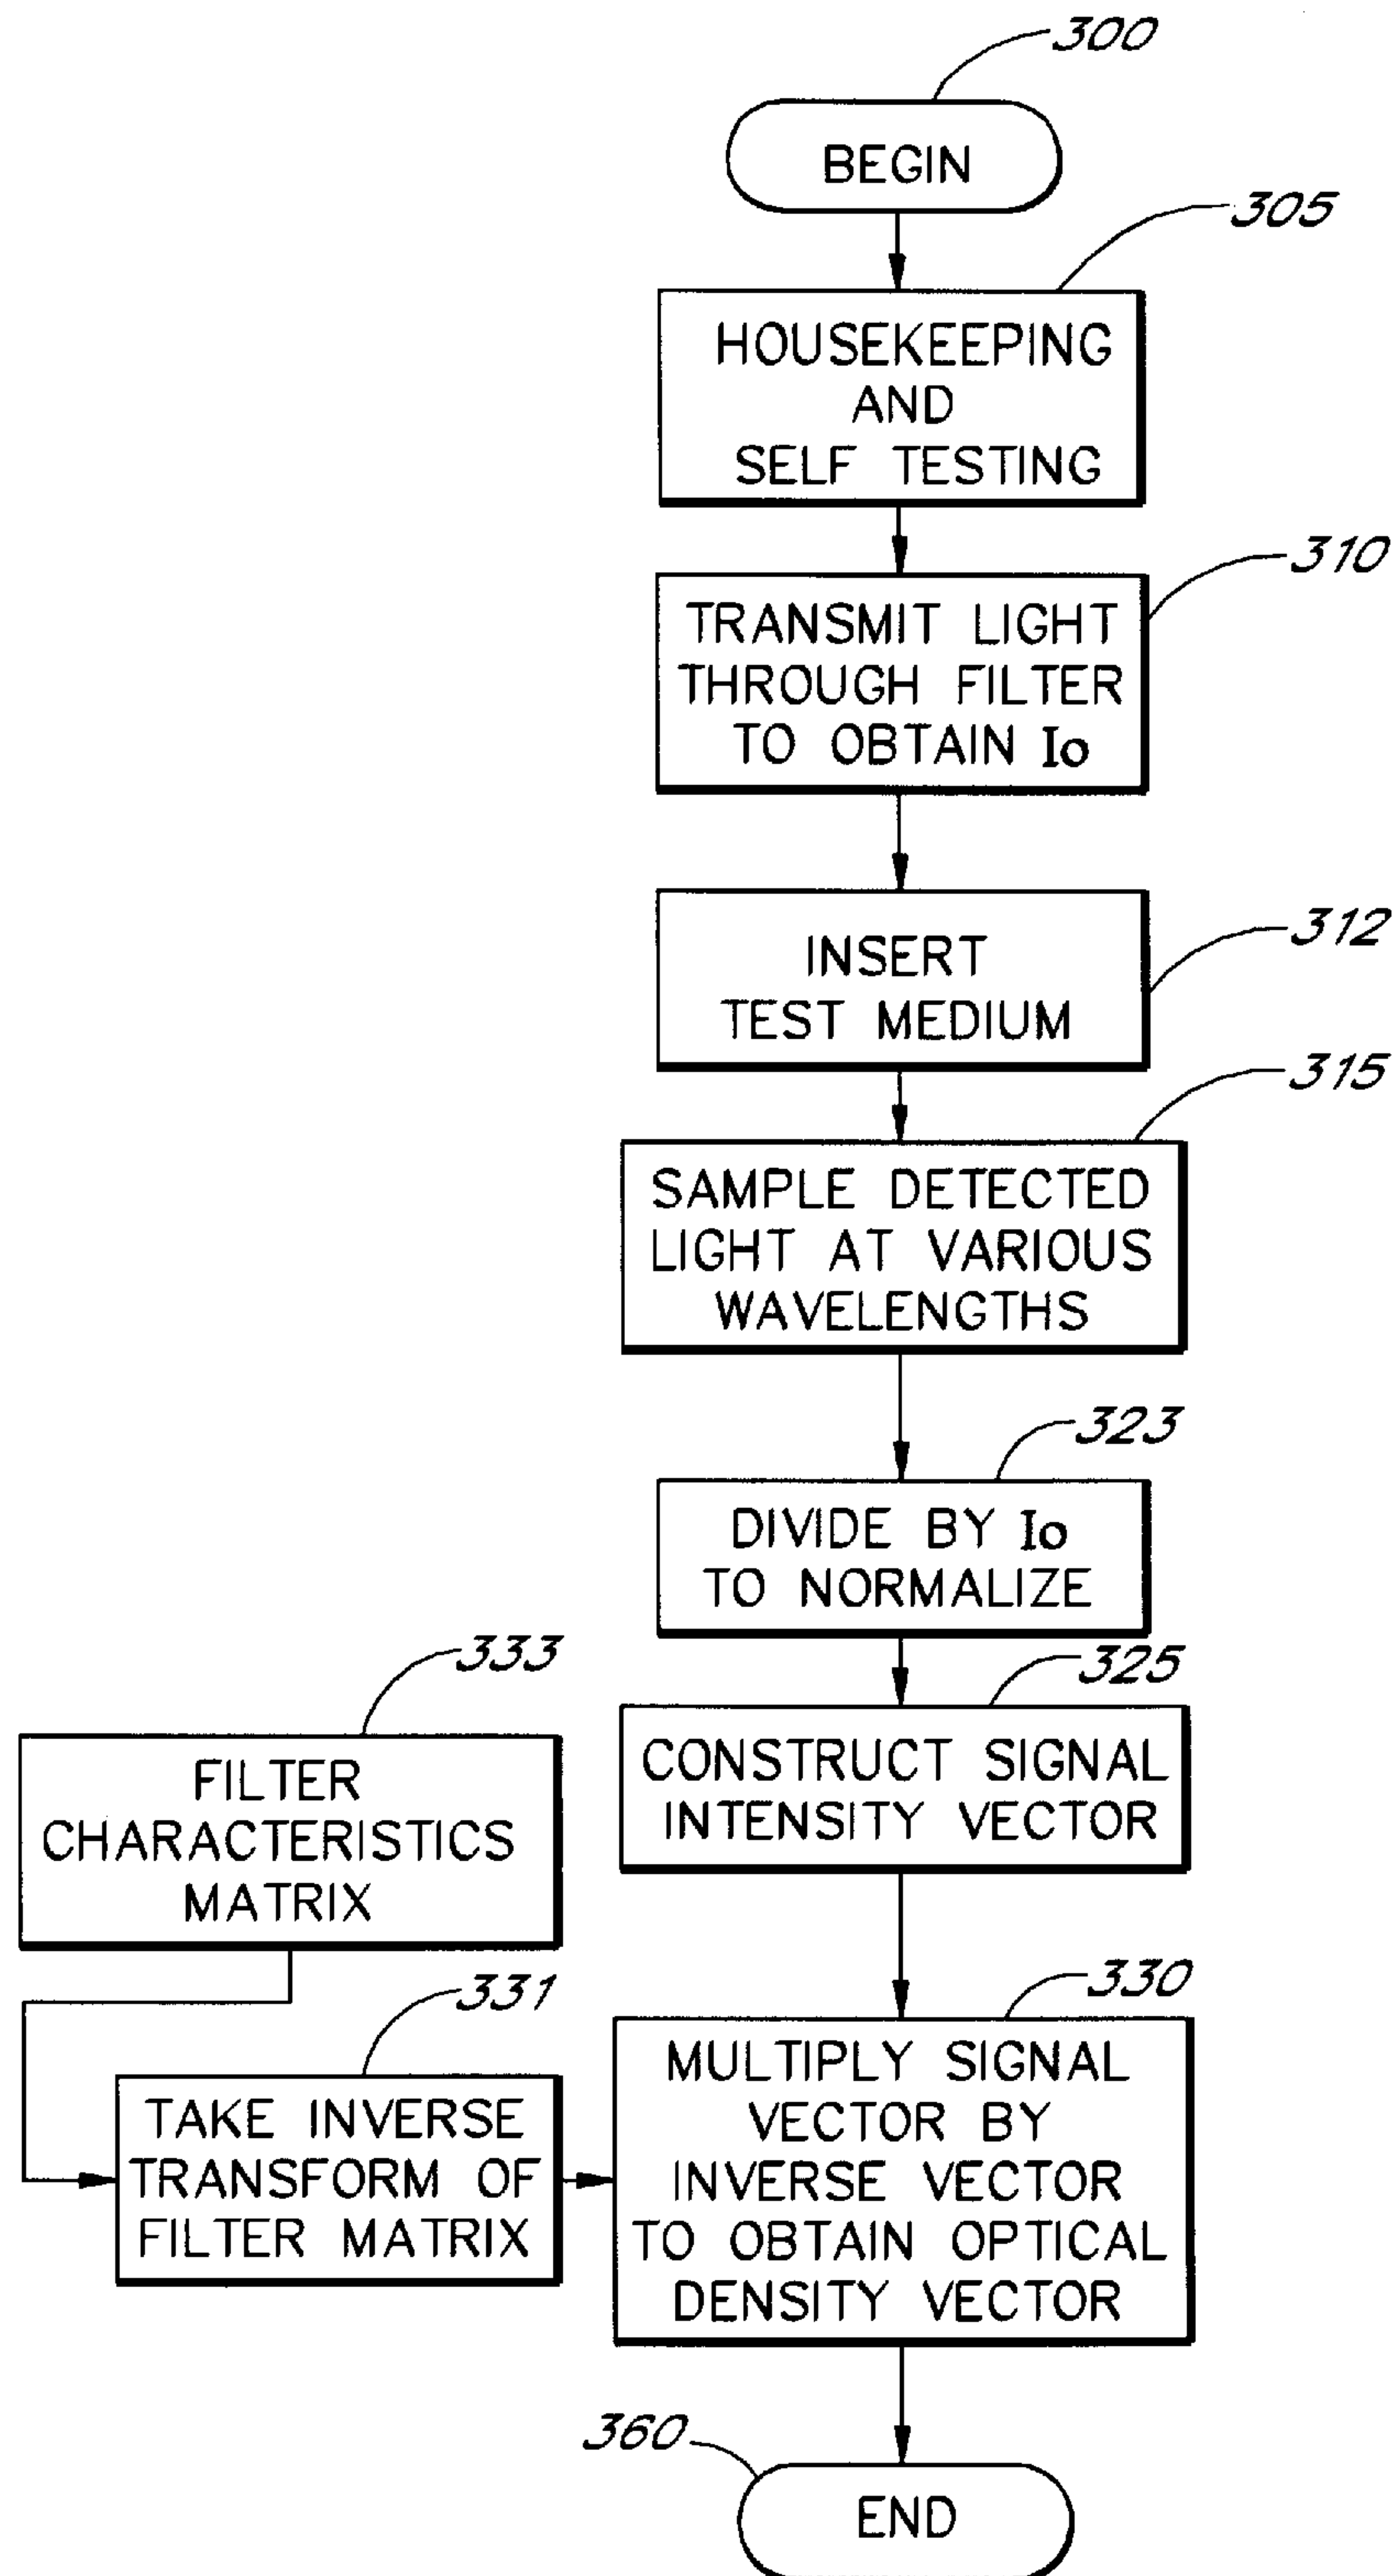 300
BEGIN
305
HOUSEKEEPING
AND
SELF TESTING
310
TRANSMIT LIGHT
THROUGH FILTER
TO OBTAIN Io
312
INSERT
TEST MEDIUM
315
SAMPLE DETECTED
LIGHT AT VARIOUS
WAVELENGTHS
323
DIVIDE BY Io
TO NORMALIZE
325
CONSTRUCT SIGNAL
INTENSITY VECTOR
333
FILTER
CHARACTERISTICS
MATRIX
331
TAKE INVERSE
TRANSFORM OF
FILTER MATRIX
330
MULTIPLY SIGNAL
VECTOR BY
INVERSE VECTOR
TO OBTAIN OPTICAL
DENSITY VECTOR
360
END